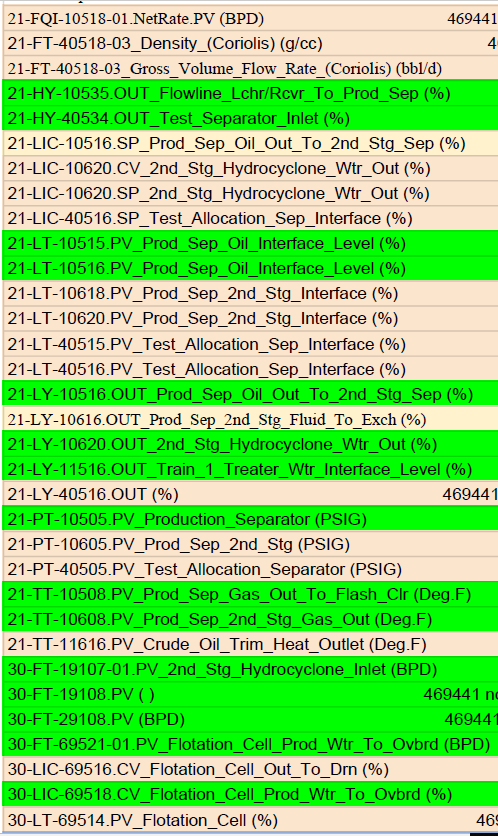 21-FQI-10518-01.NetRate.PV (BPD) 469441
21-FT-40518-03_Density_(Coriolis) (g/cc) 4
21-FT-40518-03_Gross_Volume_Flow_Rate_(Coriolis) (bbl/d)
21-HY-10535.OUT_Flowline_Lchr/Rcvr_To_Prod_Sep (%)
21-HY-40534.OUT_Test_Separator_Inlet (%)
21-LIC-10516.SP_Prod_Sep_Oil_Out_To_2nd_Stg_Sep (%)
21-LIC-10620.CV_2nd_Stg_Hydrocyclone_Wtr_Out (%)
21-LIC-10620.SP_2nd_Stg_Hydrocyclone_Wtr_Out (%)
21-LIC-40516.SP_Test_Allocation_Sep_Interface (%)
21-LT-10515.PV_Prod_Sep_Oil_Interface_Level (%)
21-LT-10516.PV_Prod_Sep_Oil_Interface_Level (%)
21-LT-10618.PV_Prod_Sep_2nd_Stg_Interface (%)
21-LT-10620.PV_Prod_Sep_2nd_Stg_Interface (%)
21-LT-40515.PV_Test_Allocation_Sep_Interface (%)
21-LT-40516.PV_Test_Allocation_Sep_Interface (%)
21-LY-10516.OUT_Prod_Sep_Oil_Out_To_2nd_Stg_Sep (%)
21-LY-10616.OUT_Prod_Sep_2nd_Stg_Fluid_To_Exch (%)
21-LY-10620.OUT_2nd_Stg_Hydrocyclone_Wtr_Out (%)
21-LY-11516.OUT_Train_1_Treater_Wtr_Interface_Level (%)
21-LY-40516.OUT (%) 469441
21-PT-10505.PV_Production_Separator (PSIG)
21-PT-10605.PV_Prod_Sep_2nd_Stg (PSIG)
21-PT-40505.PV_Test_Allocation_Separator (PSIG)
21-TT-10508.PV_Prod_Sep_Gas_Out_To_Flash_Clr (Deg.F)
21-TT-10608.PV_Prod_Sep_2nd_Stg_Gas_Out (Deg.F)
21-TT-11616.PV_Crude_Oil_Trim_Heat_Outlet (Deg.F)
30-FT-19107-01.PV_2nd_Stg_Hydrocyclone_Inlet (BPD)
30-FT-19108.PV ( ) 469441 no
30-FT-29108.PV (BPD) 469441
30-FT-69521-01.PV_Flotation_Cell_Prod_Wtr_To_Ovbrd (BPD)
30-LIC-69516.CV_Flotation_Cell_Out_To_Drn (%)
30-LIC-69518.CV_Flotation_Cell_Prod_Wtr_To_Ovbrd (%)
30-LT-69514.PV_Flotation_Cell (%) 469